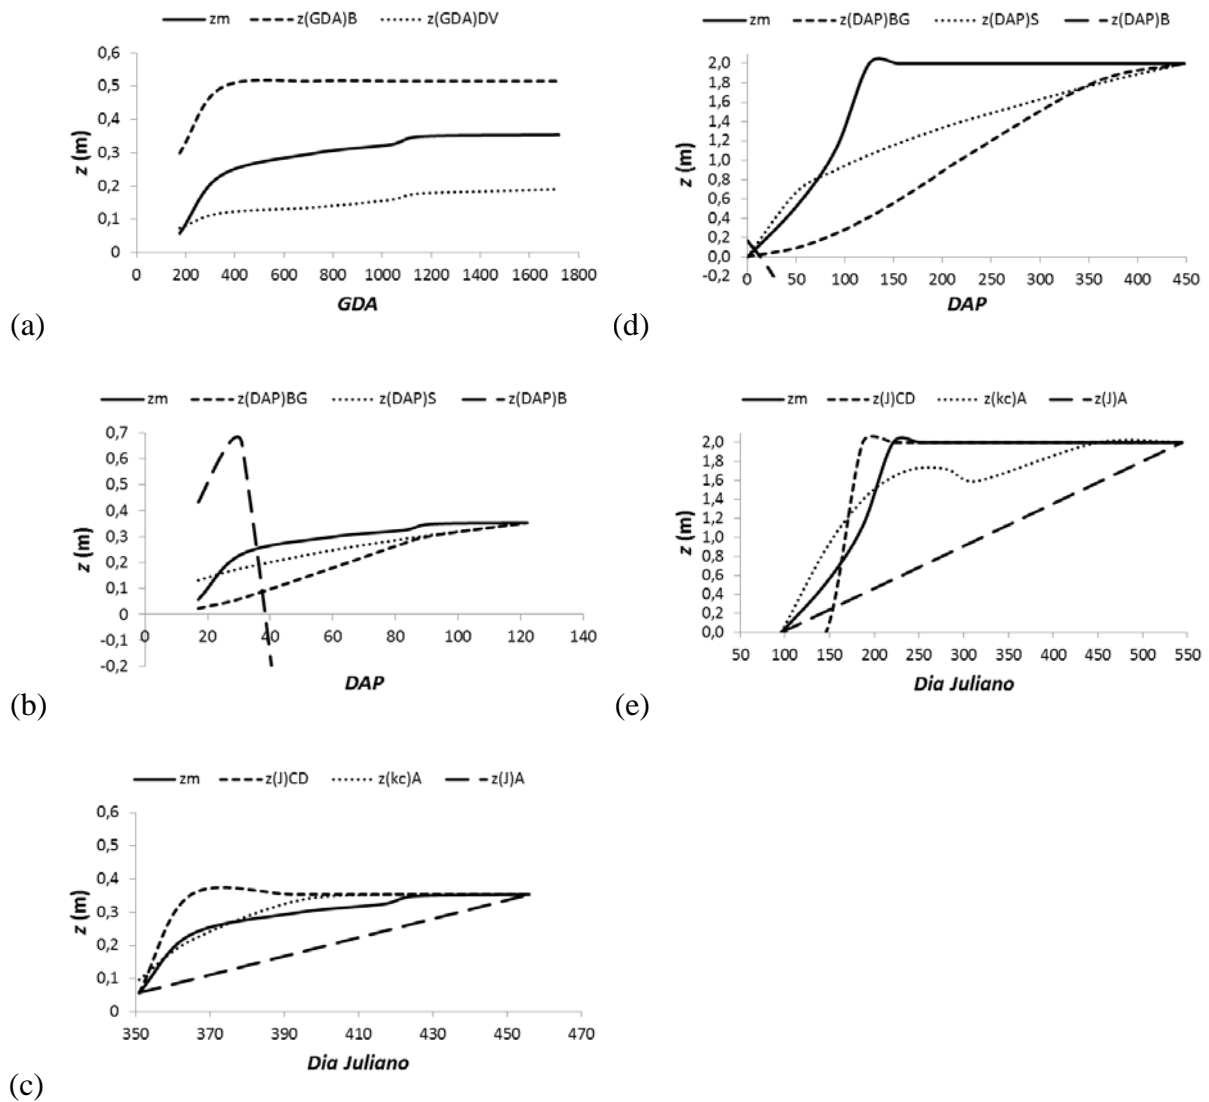 zm z(GDA)B z(GDA)DV
0,6
0,5
0,4
0,3
0,2
0,1
0
z (m)
0 200 400 600 800 1000 1200 1400 1600 1800
GDA
(a)
zm z(DAP)BG z(DAP)S z(DAP)B
0,7
0,6
0,5
0,4
0,3
0,2
0,1
0
-0,1
-0,2
z (m)
0 20 40 60 80 100 120 140
DAP
(b)
zm z(J)CD z(kc)A z(J)A
0,6
0,5
0,4
0,3
0,2
0,1
0
z (m)
350 370 390 410 430 450 470
Dia Juliano
(c)
zm z(DAP)BG z(DAP)S z(DAP)B
2,0
1,8
1,6
1,4
1,2
1,0
0,8
0,6
0,4
0,2
0,0
-0,2
z (m)
0 50 100 150 200 250 300 350 400 450
DAP
(d)
zm z(J)CD z(kc)A z(J)A
2,0
1,8
1,6
1,4
1,2
1,0
0,8
0,6
0,4
0,2
0,0
z (m)
50 100 150 200 250 300 350 400 450 500 550
Dia Juliano
(e)